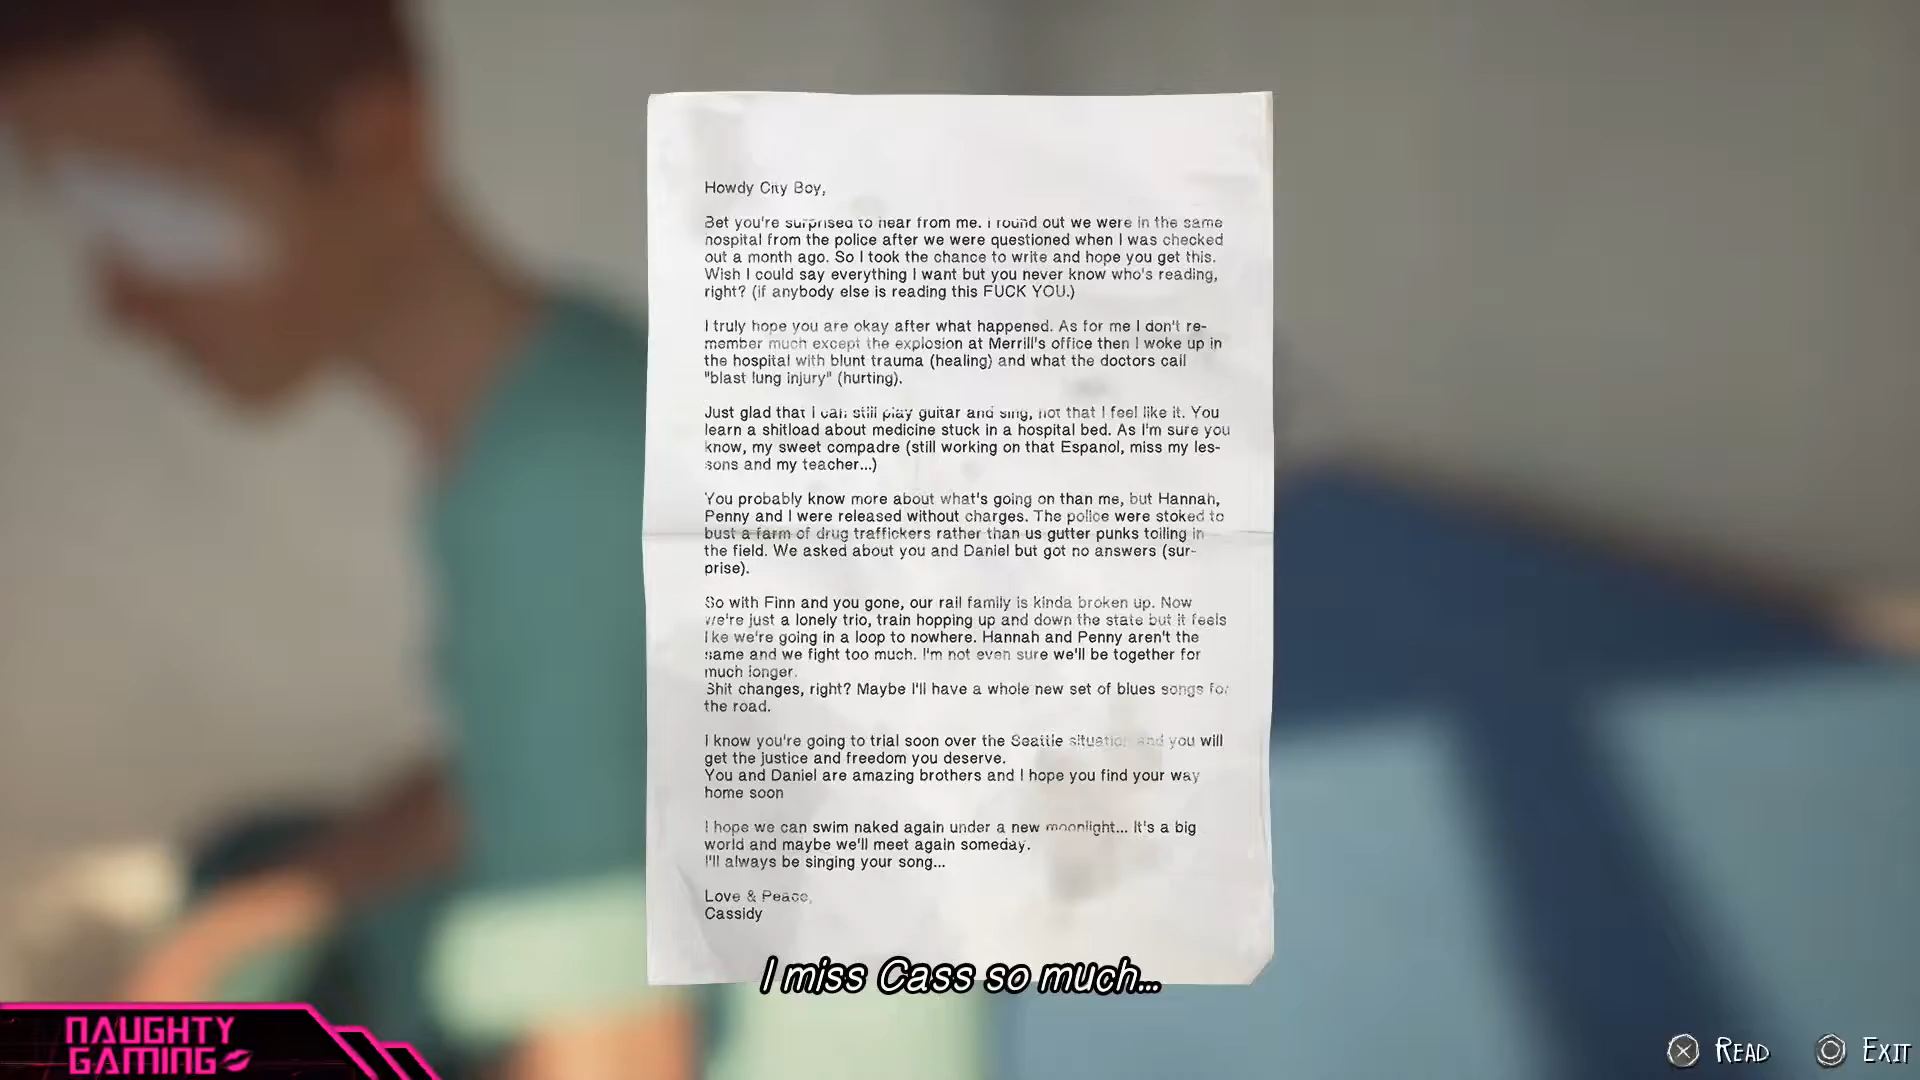 Howdy City Boy,
Bet you're surprised to hear from me. I found out we were in the same
hospital from the police after we were questioned when I was checked
out a month ago. So I took the chance to write and hope you get this.
Wish I could say everything I want but you never know who's reading,
right? (if anybody else is reading this FUCK YOU.)
I truly hope you are okay after what happened. As for me I don't re-
member much except the explosion at Merrill's office then I woke up in
the hospital with blunt trauma (healing) and what the doctors call
"blast lung injury" (hurting).
Just glad that I can still play guitar and sing, not that I feel like it. You
learn a shitload about medicine stuck in a hospital bed. As I'm sure you
know, my sweet compadre (still working on that Espanol, miss my les-
sons and my teacher...)
You probably know more about what's going on than me, but Hannah,
Penny and I were released without charges. The police were stoked to
bust a farm of drug traffickers rather than us gutter punks toiling in
the field. We asked about you and Daniel but got no answers (sur-
prise).
So with Finn and you gone, our rail family is kinda broken up. Now
we're just a lonely trio, train hopping up and down the state but it feels
like we're going in a loop to nowhere. Hannah and Penny aren't the
same and we fight too much. I'm not even sure we'll be together for
much longer.
Shit changes, right? Maybe I'll have a whole new set of blues songs for
the road.
I know you're going to trial soon over the Seattle situation and you will
get the justice and freedom you deserve.
You and Daniel are amazing brothers and I hope you find your way
home soon
I hope we can swim naked again under a new moonlight... It's a big
world and maybe we'll meet again someday.
I'll always be singing your song...
Love & Peace,
Cassidy
I miss Cass so much...
NAUGHTY
GAMING
READ
EXIT